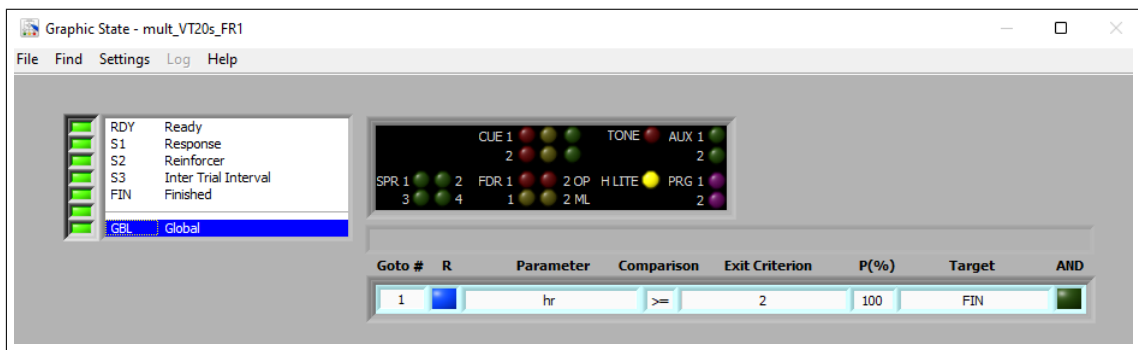 Graphic State - mult_VT20s_FR1
File Find Settings Log Help
RDY Ready
S1 Response
S2 Reinforcer
S3 Inter Trial Interval
FIN Finished
GBL Global
CUE 1 TONE AUX 1
2 2
SPR 1 2 FDR 1 2 OP H LITE PRG 1
3 4 1 2 ML 2
Goto # R Parameter Comparison Exit Criterion P(%) Target AND
1 hr >= 2 100 FIN